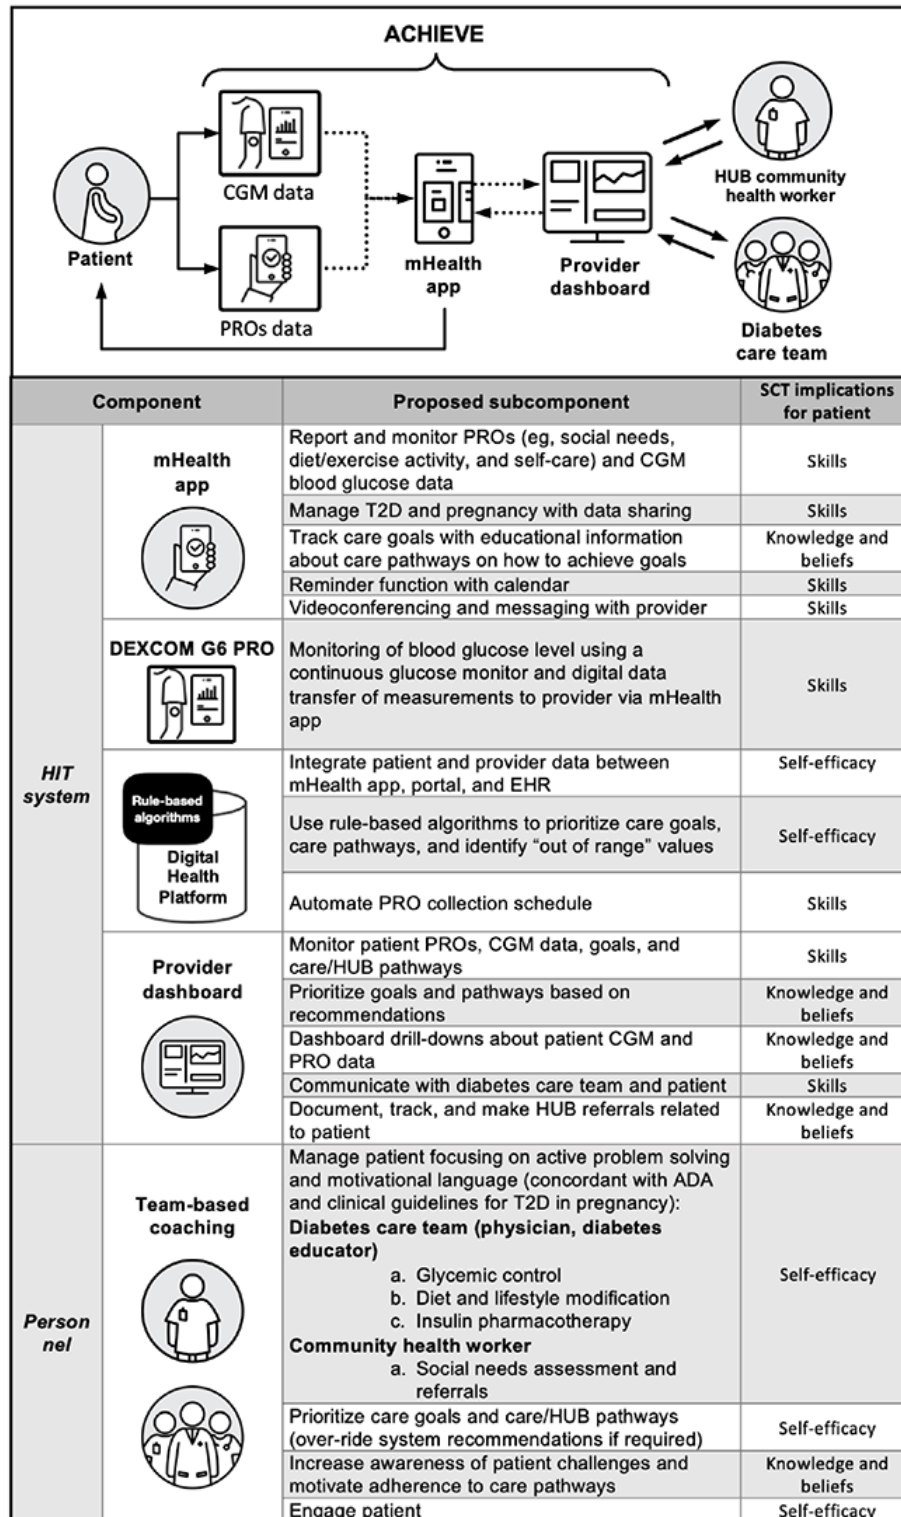 ACHIEVE
CGM data
Patient
PROs data
mHealth
app
Provider
dashboard
HUB community
health worker
Diabetes
care team
Component
Proposed subcomponent
SCT implications
for patient
HIT
system
mHealth
app
Report and monitor PROs (eg, social needs,
diet/exercise activity, and self-care) and CGM
blood glucose data
Skills
Manage T2D and pregnancy with data sharing
Skills
Track care goals with educational information
about care pathways on how to achieve goals
Knowledge and
beliefs
Reminder function with calendar
Skills
Videoconferencing and messaging with provider
Skills
DEXCOM G6 PRO
Monitoring of blood glucose level using a
continuous glucose monitor and digital data
transfer of measurements to provider via mHealth
app
Skills
Rule-based
algorithms
Digital
Health
Platform
Integrate patient and provider data between
mHealth app, portal, and EHR
Self-efficacy
Use rule-based algorithms to prioritize care goals,
care pathways, and identify “out of range” values
Self-efficacy
Automate PRO collection schedule
Skills
Provider
dashboard
Monitor patient PROs, CGM data, goals, and
care/HUB pathways
Skills
Prioritize goals and pathways based on
recommendations
Knowledge and
beliefs
Dashboard drill-downs about patient CGM and
PRO data
Knowledge and
beliefs
Communicate with diabetes care team and patient
Skills
Document, track, and make HUB referrals related
to patient
Knowledge and
beliefs
Person
nel
Team-based
coaching
Manage patient focusing on active problem solving
and motivational language (concordant with ADA
and clinical guidelines for T2D in pregnancy):
Diabetes care team (physician, diabetes
educator)
a. Glycemic control
b. Diet and lifestyle modification
c. Insulin pharmacotherapy
Community health worker
a. Social needs assessment and
referrals
Self-efficacy
Prioritize care goals and care/HUB pathways
(over-ride system recommendations if required)
Self-efficacy
Increase awareness of patient challenges and
motivate adherence to care pathways
Knowledge and
beliefs
Engage patient
Self-efficacy